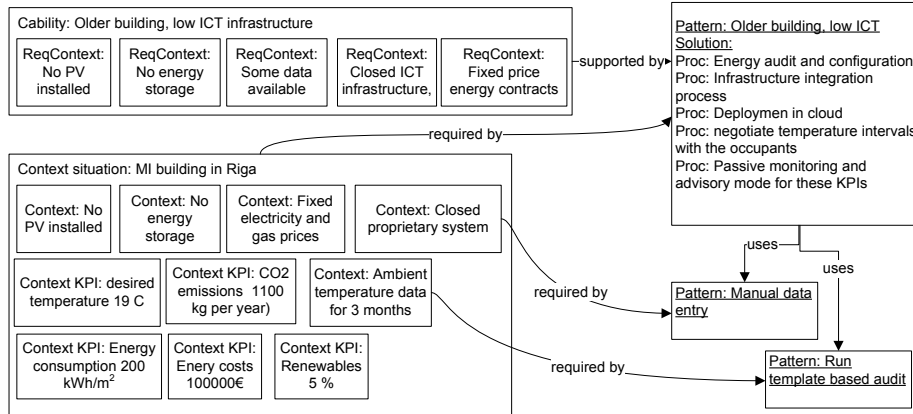 Cability: Older building, low ICT infrastructure
ReqContext:
No PV
installed
ReqContext:
No energy
storage
ReqContext:
Some data
available
ReqContext:
Closed ICT
infrastructure,
ReqContext:
Fixed price
energy contracts
supported by
Pattern: Older building, low ICT
Solution:
Proc: Energy audit and configuration
Proc: Infrastructure integration
process
Proc: Deploymen in cloud
Proc: negotiate temperature intervals
with the occupants
Proc: Passive monitoring and
advisory mode for these KPIs
required by
Context situation: MI building in Riga
Context: No
PV installed
Context: No
energy
storage
Context: Fixed
electricity and
gas prices
Context: Closed
proprietary system
Context KPI: desired
temperature 19 C
Context KPI: CO2
emissions 1100
kg per year)
Context: Ambient
temperature data
for 3 months
Context KPI: Energy
consumption 200
kWh/m²
Context KPI:
Enery costs
100000€
Context KPI:
Renewables
5 %
uses
uses
required by
Pattern: Manual data
entry
required by
Pattern: Run
template based audit